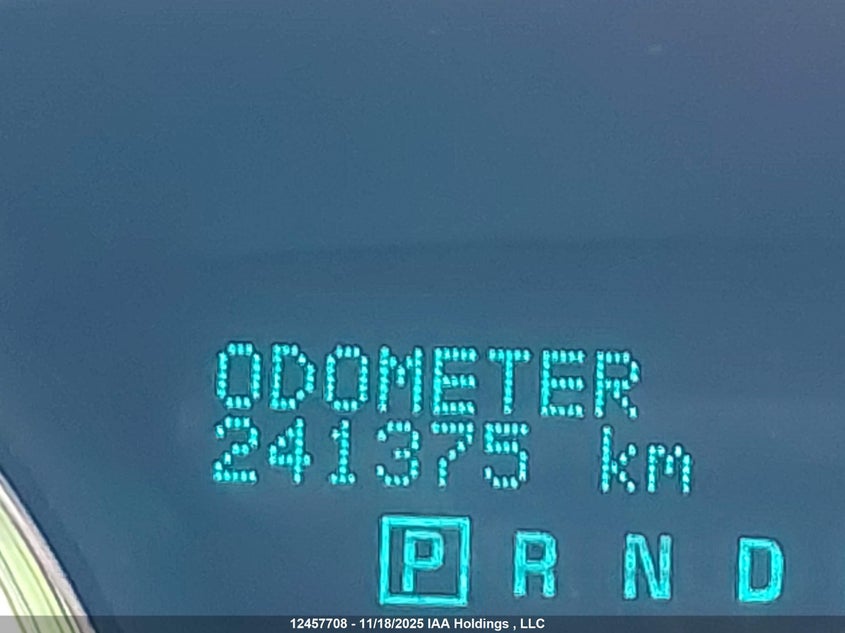 ODOMETER
241375 km
P R N D
12457708 - 11/18/2025 IAA Holdings , LLC